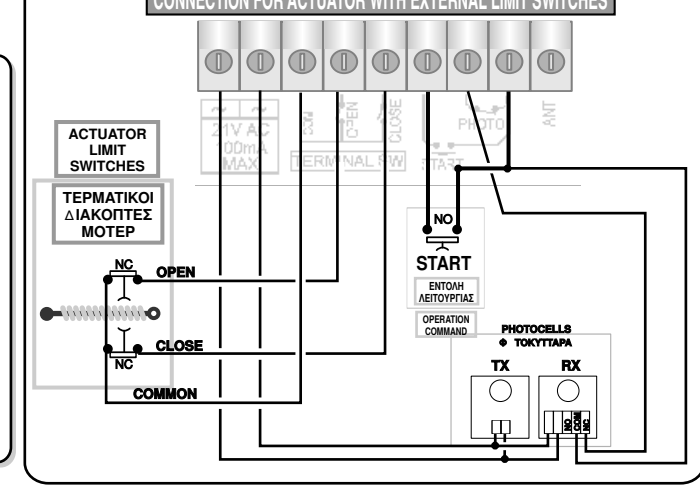 CONNECTION FOR ACTUATOR WITH EXTERNAL LIMIT SWITCHES
~ ~
21V AC
100mA
MAX
COM
OPEN
CLOSE
TERMINAL SW
PHOTO
START
ANT
ACTUATOR
LIMIT
SWITCHES
ΤΕΡΜΑΤΙΚΟΙ
ΔΙΑΚΟΠΤΕΣ
ΜΟΤΕΡ
NC
OPEN
CLOSE
NC
COMMON
NO
START
ΕΝΤΟΛΗ
ΛΕΙΤΟΥΡΓΙΑΣ
OPERATION
COMMAND
PHOTOCELLS
Φ ΤΟΚΥΤΤΑΡΑ
TX
RX
NO
COM
NC